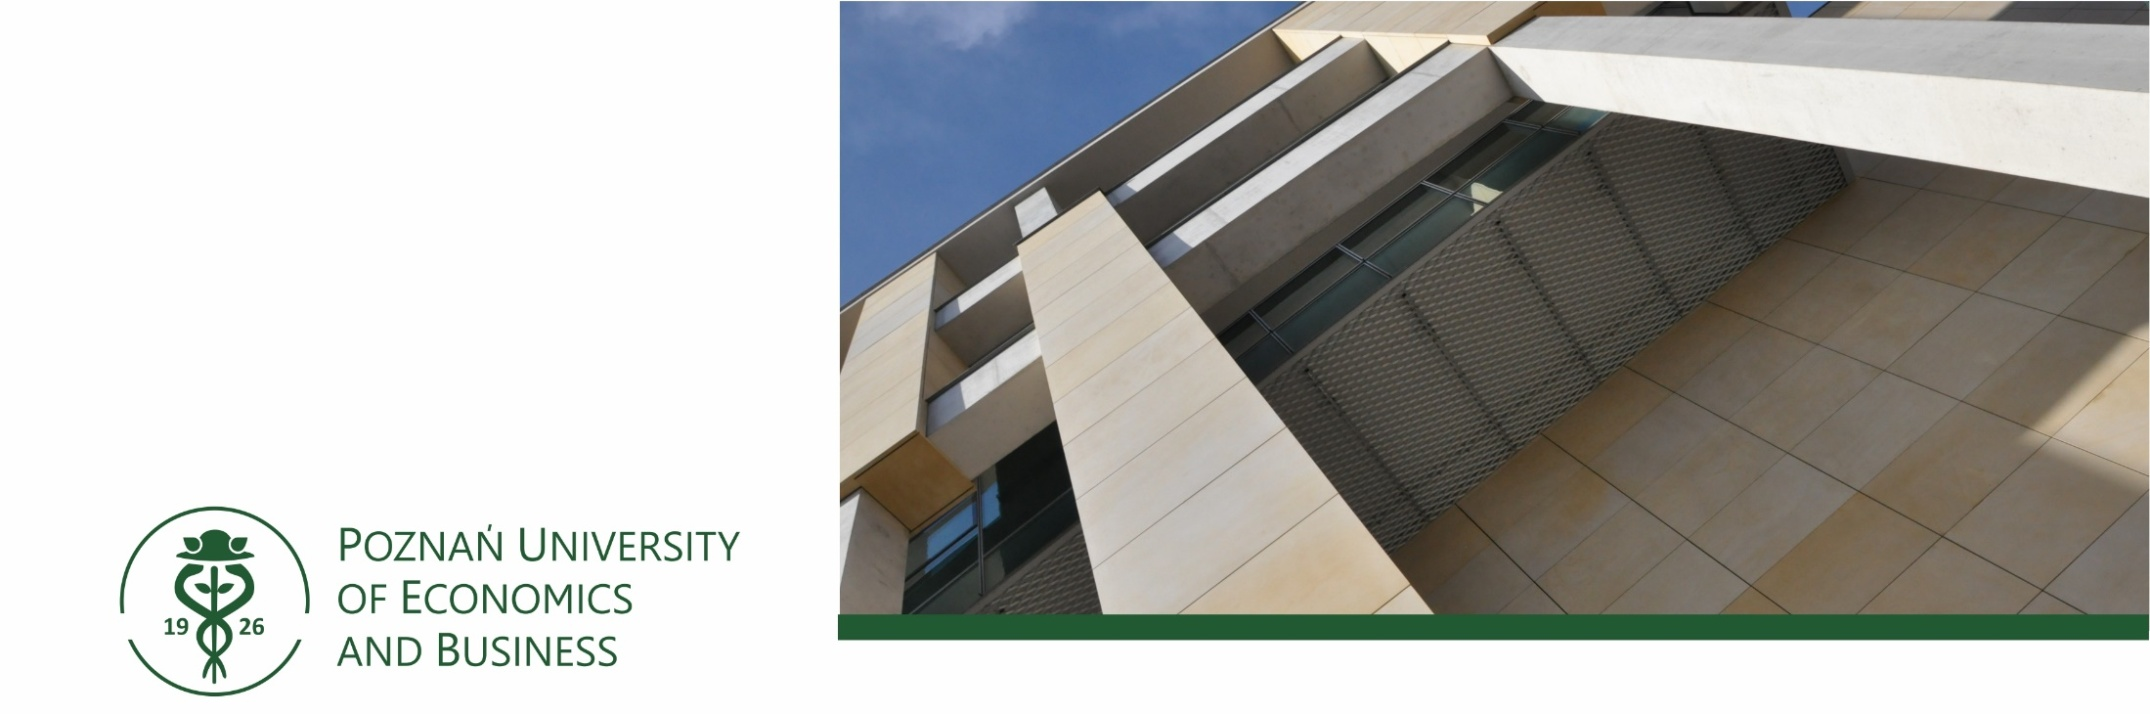 19 26
POZNAŃ UNIVERSITY
OF ECONOMICS
AND BUSINESS